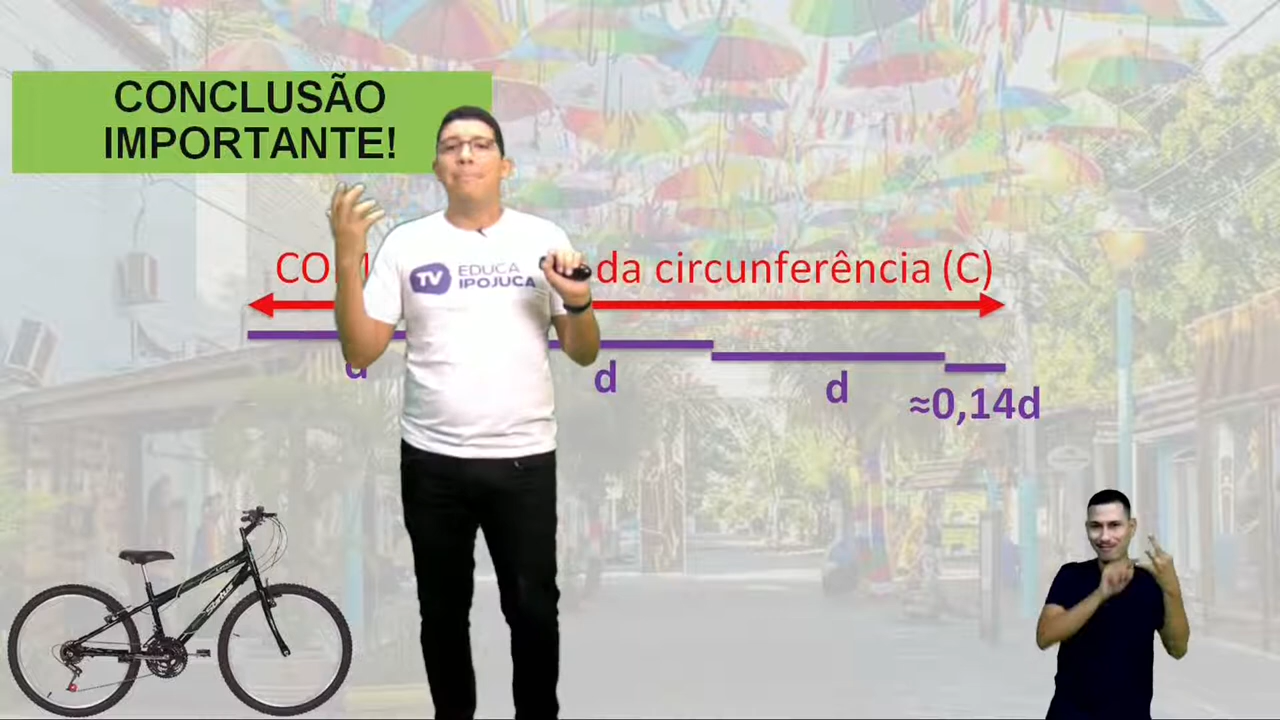 CONCLUSÃO
IMPORTANTE!
da circunferência (C)
TV EDUCA
IPOJUCA
d
d
d
≈0,14d